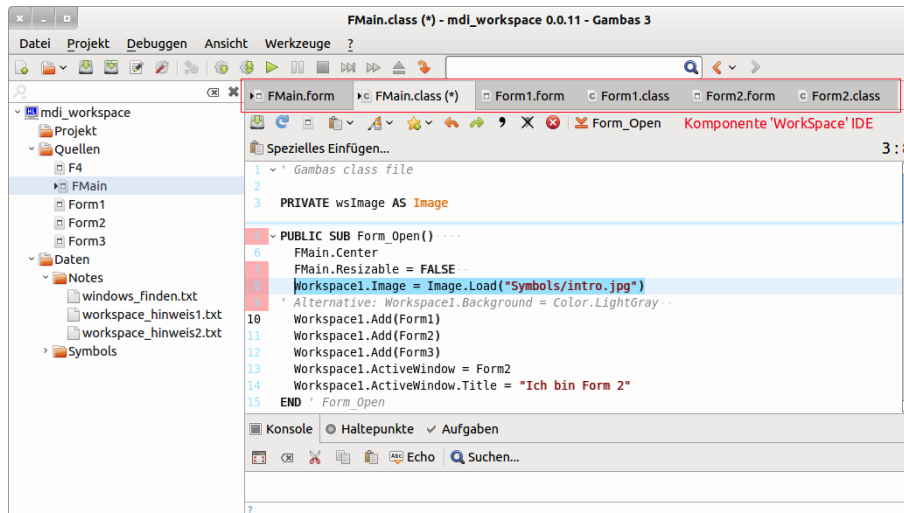 FMain.class (*) - mdi_workspace 0.0.11 - Gambas 3
Datei Projekt Debuggen Ansicht Werkzeuge ?
FMain.form FMain.class (*) Form1.form Form1.class Form2.form Form2.class
Form_Open Komponente 'WorkSpace' IDE
Spezielles Einfügen...
mdi_workspace
Projekt
Quellen
F4
FMain
Form1
Form2
Form3
Daten
Notes
windows_finden.txt
workspace_hinweis1.txt
workspace_hinweis2.txt
Symbols
1 ' Gambas class file
2
3 PRIVATE wsImage AS Image
PUBLIC SUB Form_Open()
6 FMain.Center
FMain.Resizable = FALSE
8 Workspace1.Image = Image.Load("Symbols/intro.jpg")
' Alternative: Workspace1.Background = Color.LightGray
10 Workspace1.Add(Form1)
11 Workspace1.Add(Form2)
12 Workspace1.Add(Form3)
13 Workspace1.ActiveWindow = Form2
14 Workspace1.ActiveWindow.Title = "Ich bin Form 2"
15 END ' Form_Open
Konsole Haltepunkte Aufgaben
Abc Echo Suchen...
?